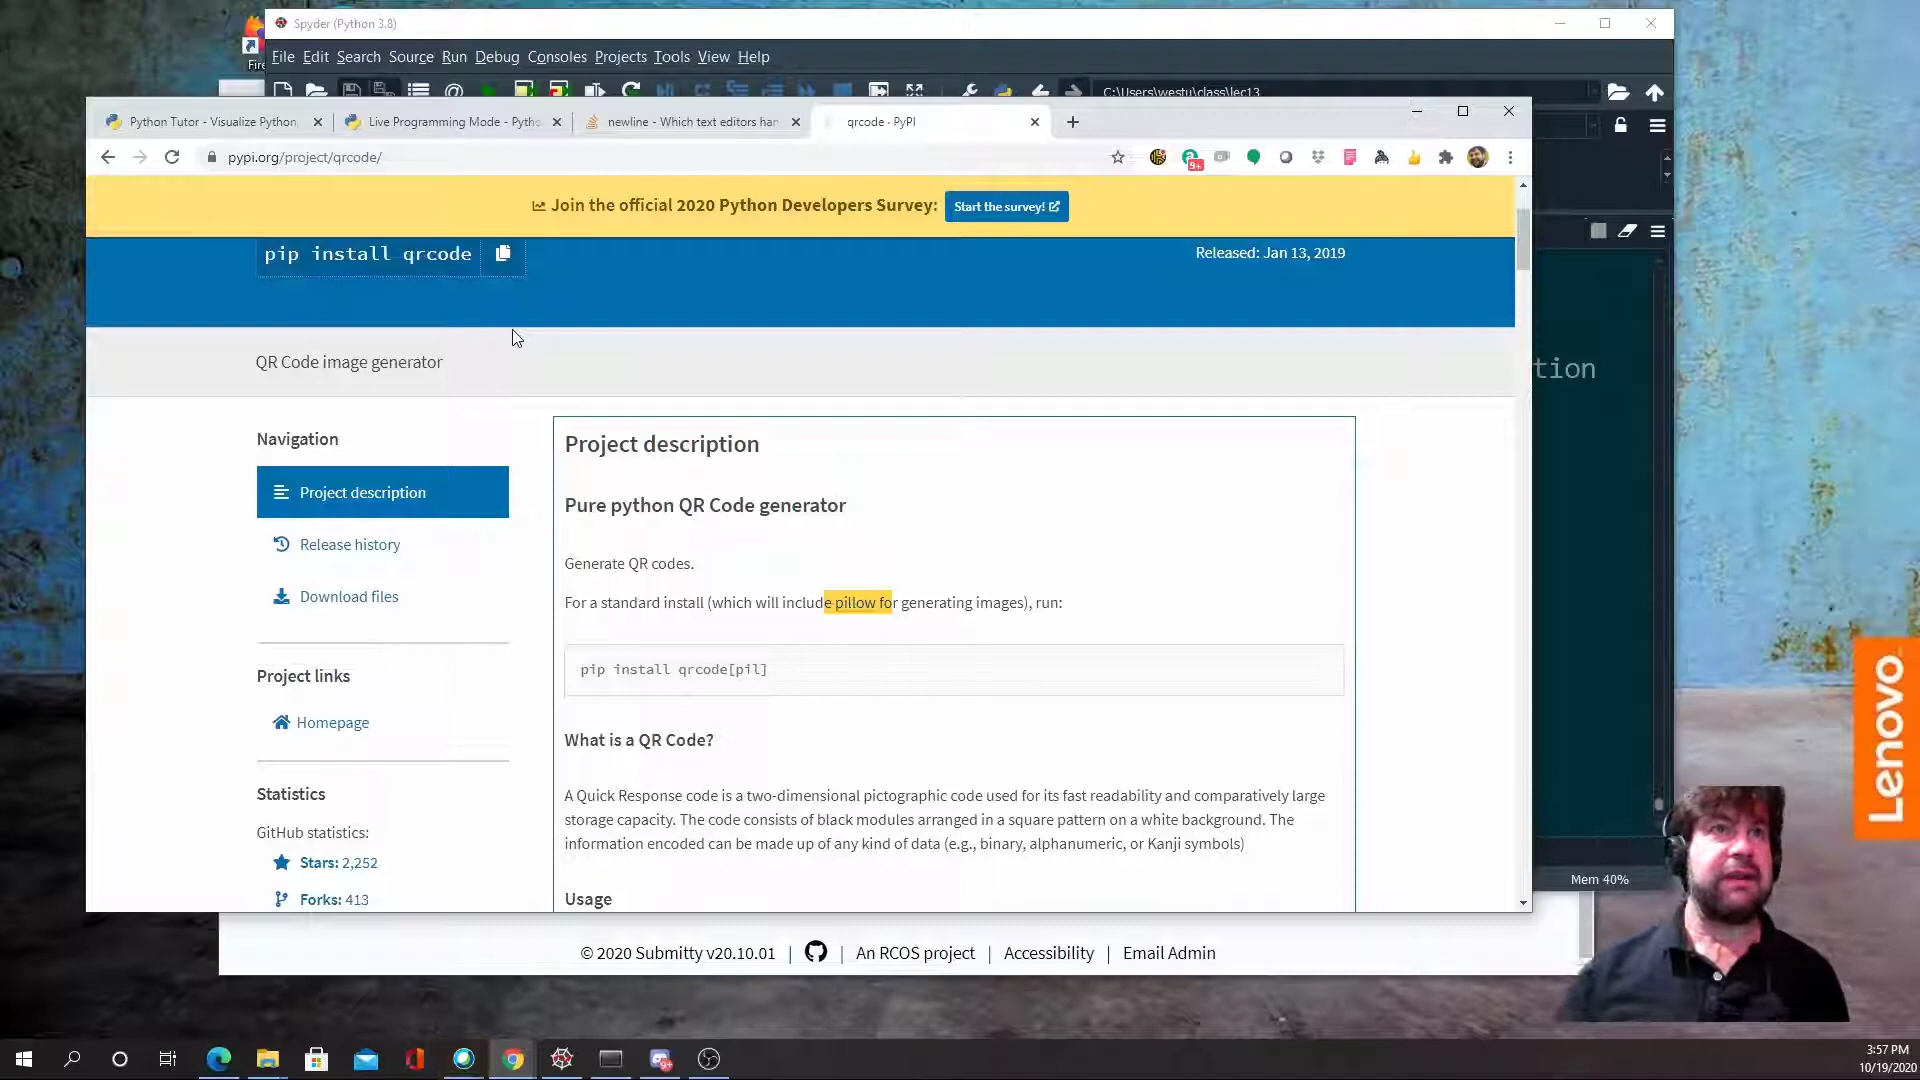 Spyder (Python 3.8)
Fire
File Edit Search Source Run Debug Consoles Projects Tools View Help
C:\Users\westu\class\lec13
Python Tutor - Visualize Python
Live Programming Mode - Pytho
newline - Which text editors han
qrcode · PyPI
pypi.org/project/qrcode/
9+
Join the official 2020 Python Developers Survey:
Start the survey!
pip install qrcode
Released: Jan 13, 2019
QR Code image generator
tion
Navigation
Project description
Release history
Download files
Project links
Homepage
Statistics
GitHub statistics:
Stars: 2,252
Forks: 413
Project description
Pure python QR Code generator
Generate QR codes.
For a standard install (which will include pillow for generating images), run:
pip install qrcode[pil]
What is a QR Code?
A Quick Response code is a two-dimensional pictographic code used for its fast readability and comparatively large
storage capacity. The code consists of black modules arranged in a square pattern on a white background. The
information encoded can be made up of any kind of data (e.g., binary, alphanumeric, or Kanji symbols)
Usage
Lenovo
Mem 40%
© 2020 Submitty v20.10.01 | | An RCOS project | Accessibility | Email Admin
9+
3:57 PM
10/19/2020